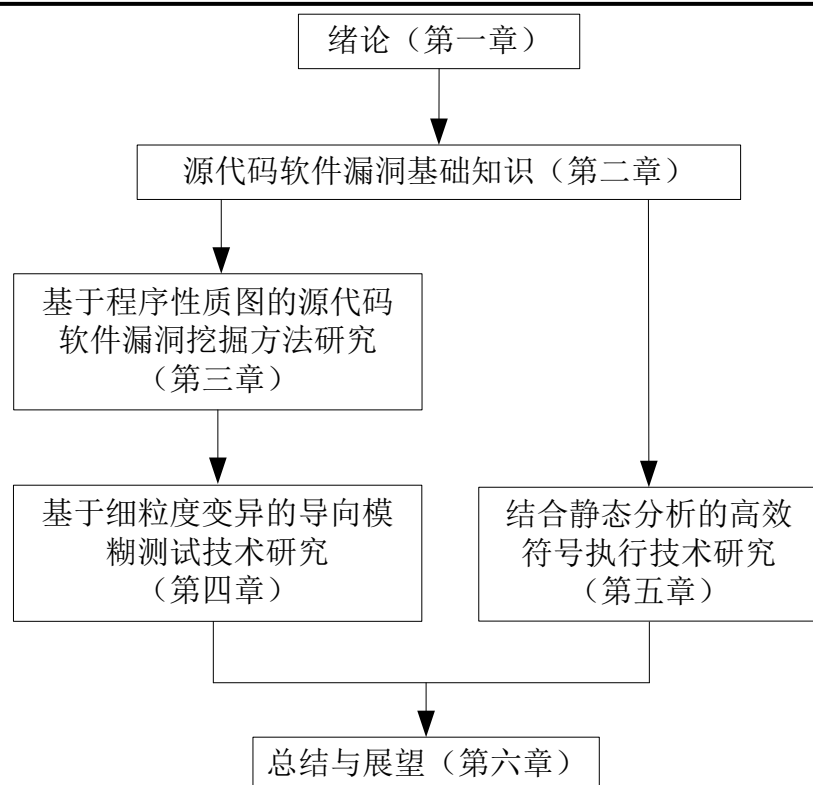 绪论（第一章）
源代码软件漏洞基础知识（第二章）
基于程序性质图的源代码
软件漏洞挖掘方法研究
（第三章）
基于细粒度变异的导向模
糊测试技术研究
（第四章）
结合静态分析的高效
符号执行技术研究
（第五章）
总结与展望（第六章）